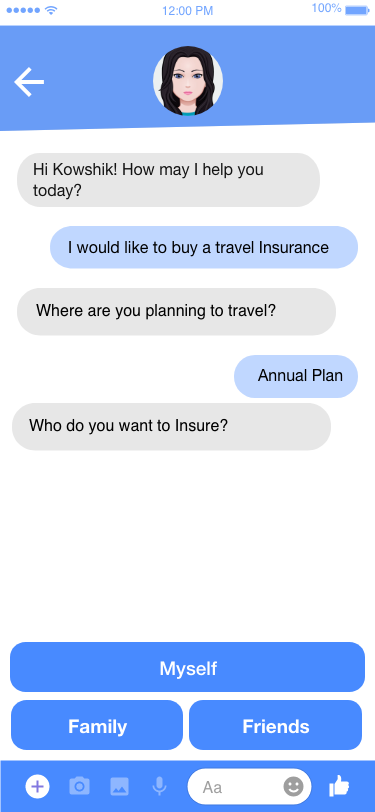 12:00 PM 100%
Hi Kowshik! How may I help you
today?
I would like to buy a travel Insurance
Where are you planning to travel?
Annual Plan
Who do you want to Insure?
Myself
Family Friends
Aa